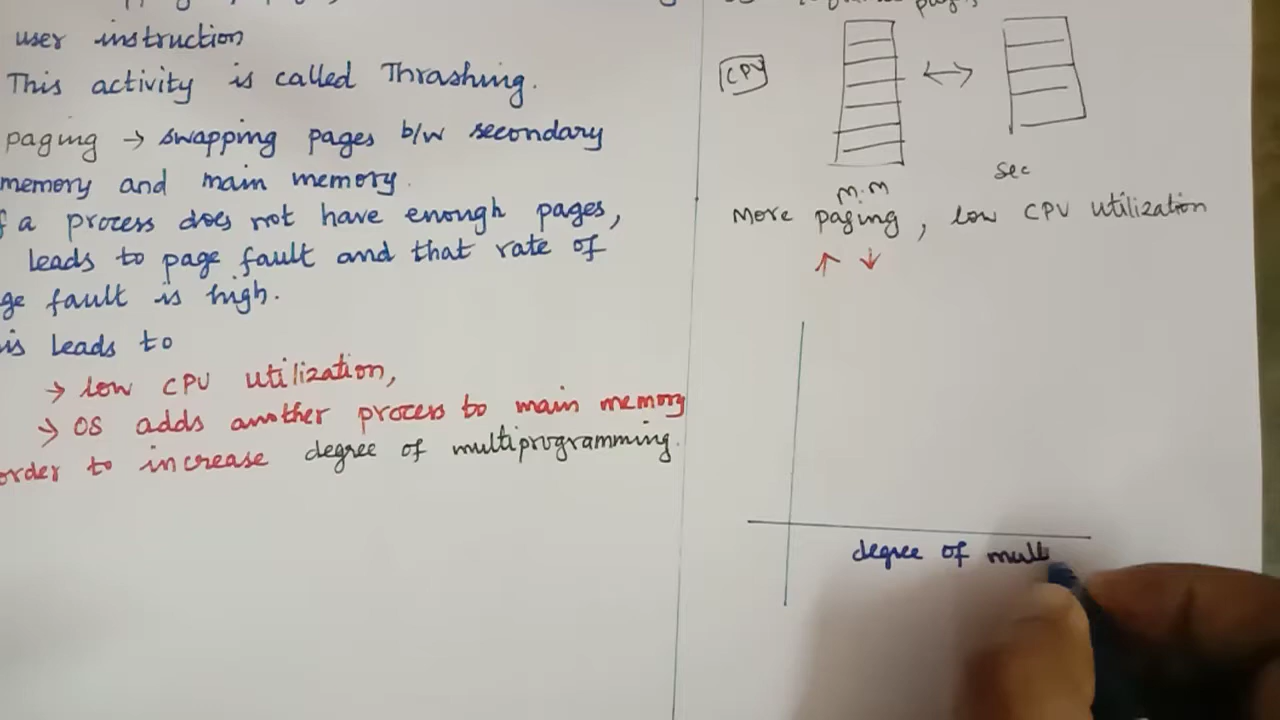 user instruction
This activity is called Thrashing.
paging → swapping pages b/w secondary
memory and main memory.
a process does not have enough pages,
leads to page fault and that rate of
ge fault is high.
is leads to
→ low CPU utilization,
→ OS adds another process to main memory
order to increase degree of multiprogramming.
CPU
M.M
sec
More paging, low CPU utilization
↑ ↓
degree of mult